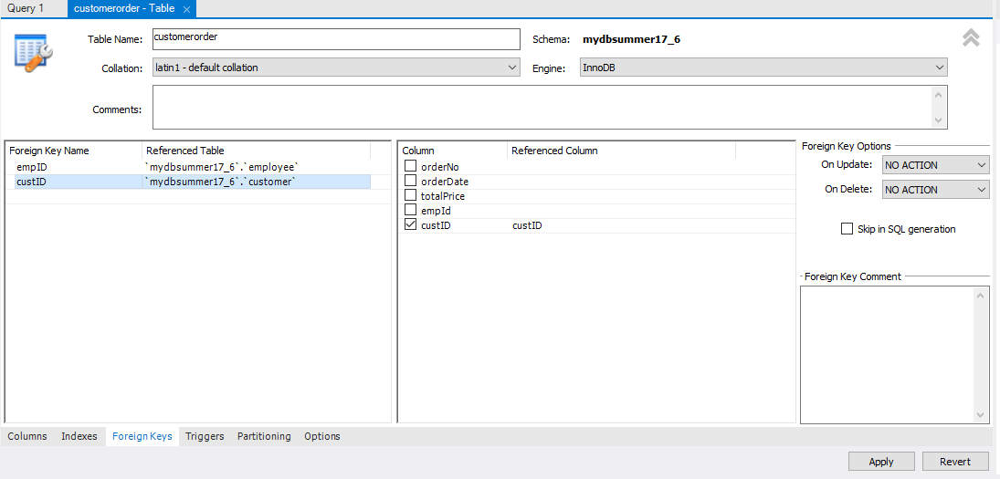 Query 1
customerorder - Table ×
Table Name: customerorder Schema: mydbsummer17_6
Collation: latin1 - default collation Engine: InnoDB
Comments:
Foreign Key Name Referenced Table
empID `mydbsummer17_6`.`employee`
custID `mydbsummer17_6`.`customer`
Column Referenced Column
orderNo
orderDate
totalPrice
empId
custID custID
Foreign Key Options
On Update: NO ACTION
On Delete: NO ACTION
Skip in SQL generation
Foreign Key Comment
Columns Indexes Foreign Keys Triggers Partitioning Options
Apply Revert